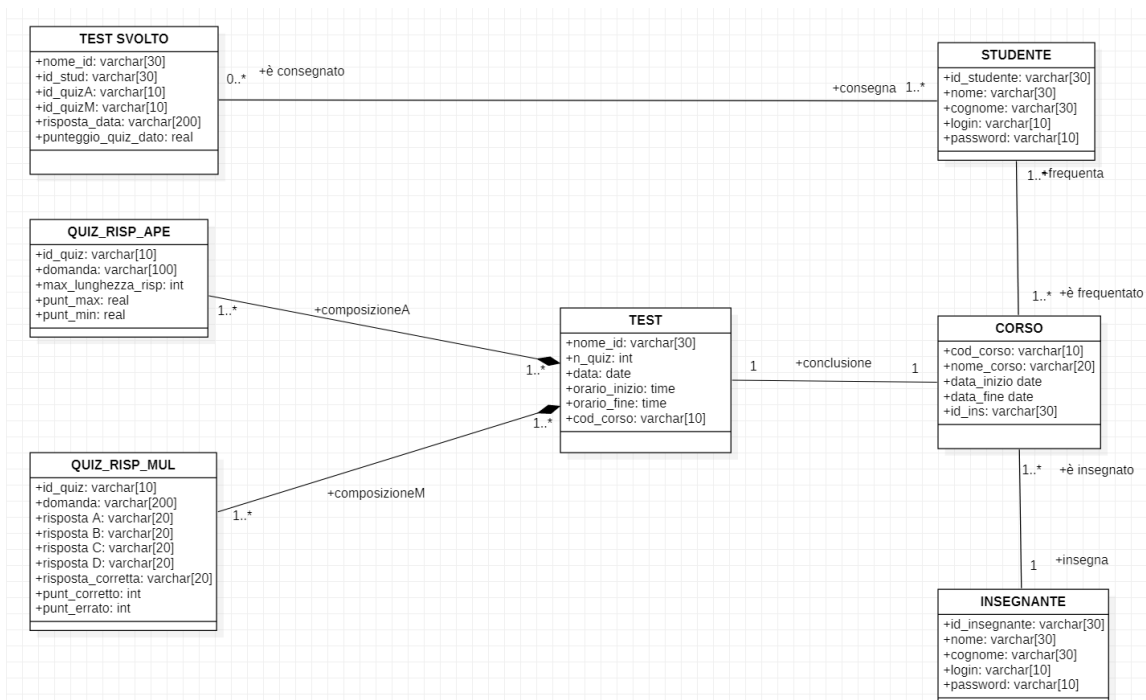 TEST SVOLTO
+nome_id: varchar[30]
+id_stud: varchar[30]
+id_quizA: varchar[10]
+id_quizM: varchar[10]
+risposta_data: varchar[200]
+punteggio_quiz_dato: real
0..*
+è consegnato
+consegna
1..*
STUDENTE
+id_studente: varchar[30]
+nome: varchar[30]
+cognome: varchar[30]
+login: varchar[10]
+password: varchar[10]
1..*
+frequenta
QUIZ_RISP_APE
+id_quiz: varchar[10]
+domanda: varchar[100]
+max_lunghezza_risp: int
+punt_max: real
+punt_min: real
1..*
+composizioneA
1..*
TEST
+nome_id: varchar[30]
+n_quiz: int
+data: date
+orario_inizio: time
+orario_fine: time
+cod_corso: varchar[10]
1
+conclusione
1
1..*
+è frequentato
CORSO
+cod_corso: varchar[10]
+nome_corso: varchar[20]
+data_inizio date
+data_fine date
+id_ins: varchar[30]
1..*
+composizioneM
1..*
QUIZ_RISP_MUL
+id_quiz: varchar[10]
+domanda: varchar[200]
+risposta A: varchar[20]
+risposta B: varchar[20]
+risposta C: varchar[20]
+risposta D: varchar[20]
+risposta_corretta: varchar[20]
+punt_corretto: int
+punt_errato: int
1..*
+è insegnato
1
+insegna
INSEGNANTE
+id_insegnante: varchar[30]
+nome: varchar[30]
+cognome: varchar[30]
+login: varchar[10]
+password: varchar[10]